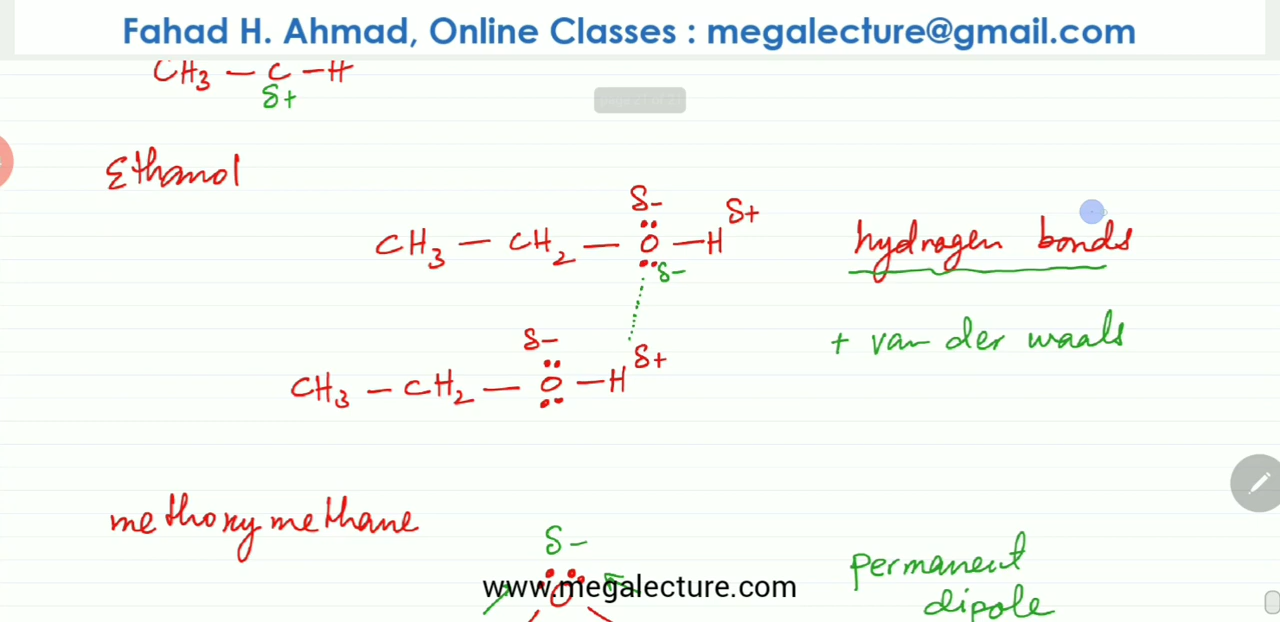 Fahad H. Ahmad, Online Classes : megalecture@gmail.com
CH3 — C — H
δ+
Ethanol
δ- δ+
CH3 — CH2 — O — H hydrogen bonds
δ-
+ van der waals
δ- δ+
CH3 — CH2 — O — H
methoxymethane
δ-
permanent
www.megalecture.com
O
dipole